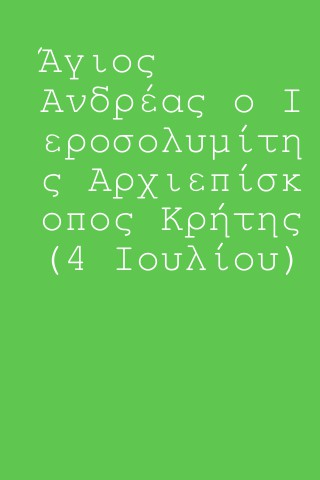 Άγιος
Ανδρέας ο Ι
εροσολυμίτη
ς Αρχιεπίσκ
οπος Κρήτης
(4 Ιουλίου)